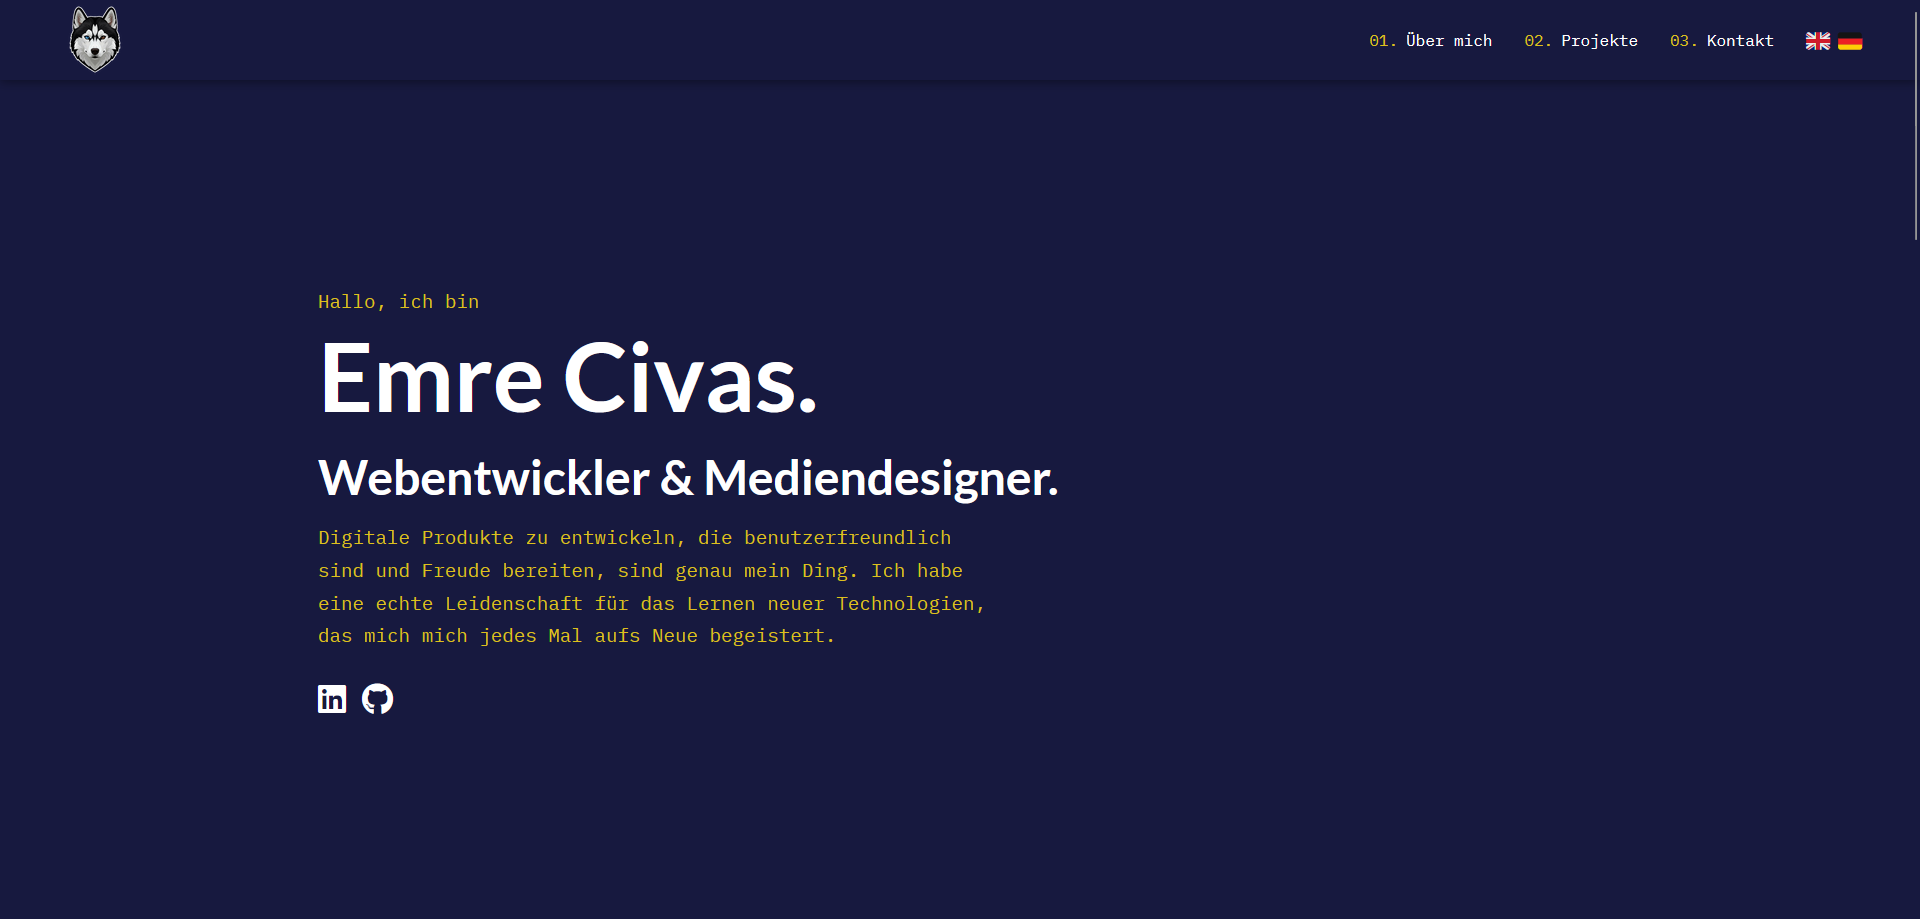 01. Über mich 02. Projekte 03. Kontakt
Hallo, ich bin
Emre Civas.
Webentwickler & Mediendesigner.
Digitale Produkte zu entwickeln, die benutzerfreundlich
sind und Freude bereiten, sind genau mein Ding. Ich habe
eine echte Leidenschaft für das Lernen neuer Technologien,
das mich mich jedes Mal aufs Neue begeistert.
in